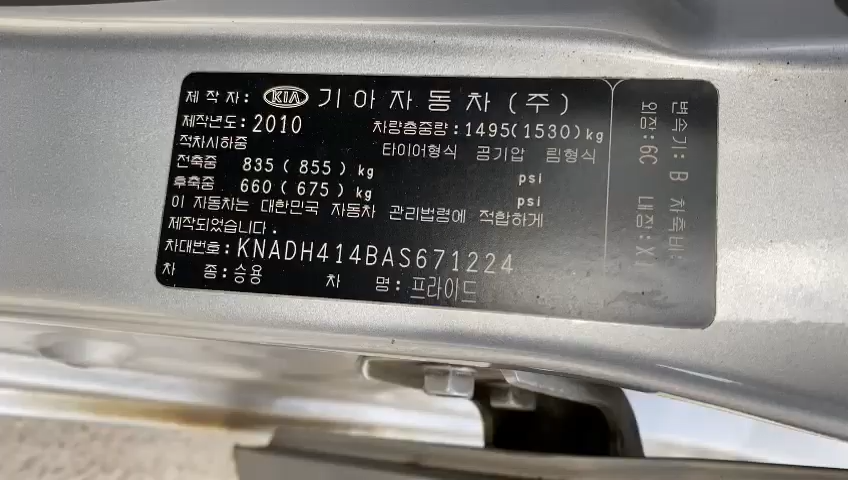 제 작 자: KIA 기 아 자 동 차 (주)
제작년도: 2010 차량총중량: 1495(1530) kg
적차시하중 타이어형식 공기압 림형식
전축중 835 ( 855 ) kg psi
후축중 660 ( 675 ) kg psi
이 자동차는 대한민국 자동차 관리법령에 적합하게
제작되었습니다.
차대번호: KNADH414BAS671224
차 종: 승용 차 명: 프라이드
변속기: B 차축비:
외장: 6C 내장: